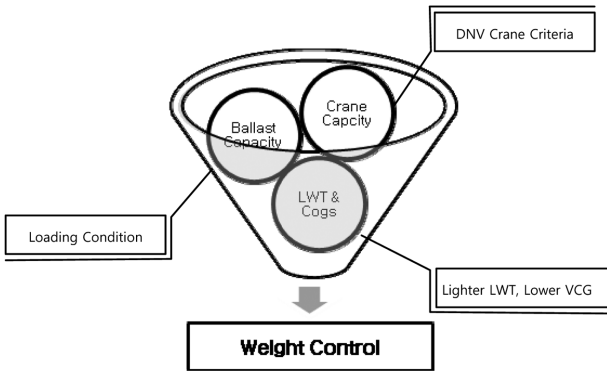 DNV Crane Criteria
Crane
Capcity
Ballast
Capacity
LWT &
Cogs
Loading Condition
Lighter LWT, Lower VCG
Weight Control